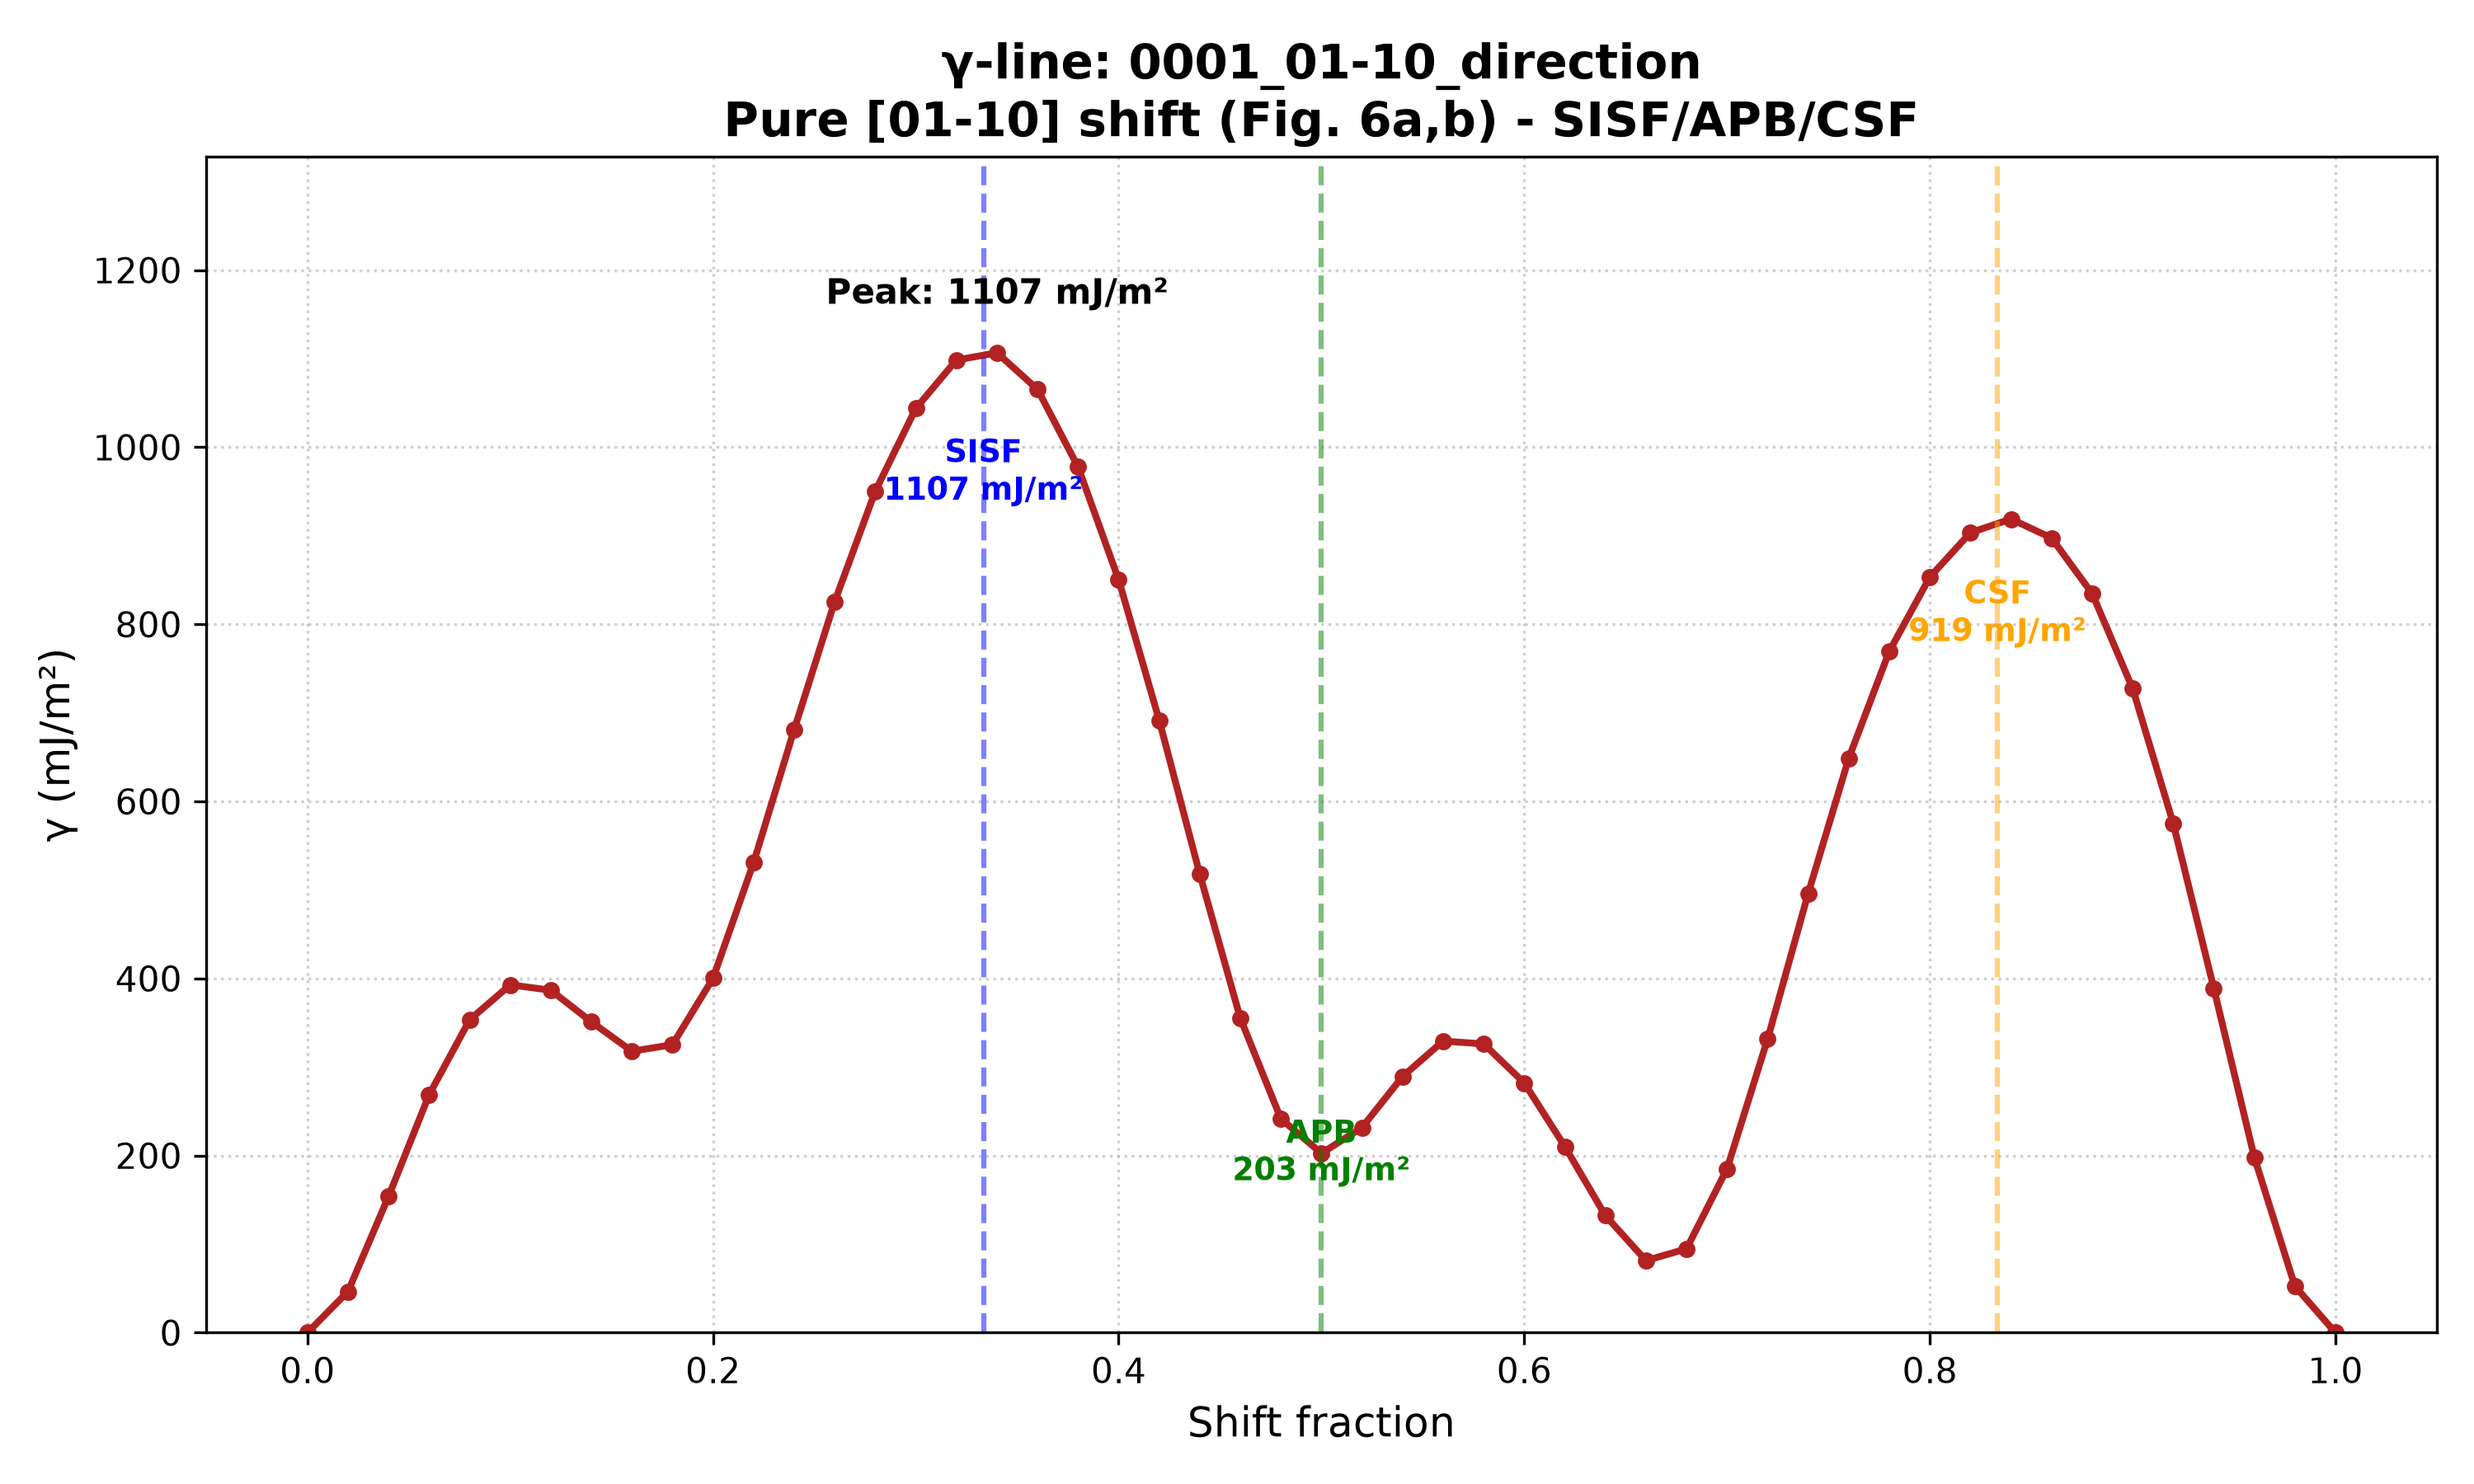 γ-line: 0001_01-10_direction
Pure [01-10] shift (Fig. 6a,b) - SISF/APB/CSF
γ (mJ/m²)
1200
1000
800
600
400
200
0
Peak: 1107 mJ/m²
SISF
1107 mJ/m²
CSF
919 mJ/m²
APB
203 mJ/m²
0.0 0.2 0.4 0.6 0.8 1.0
Shift fraction